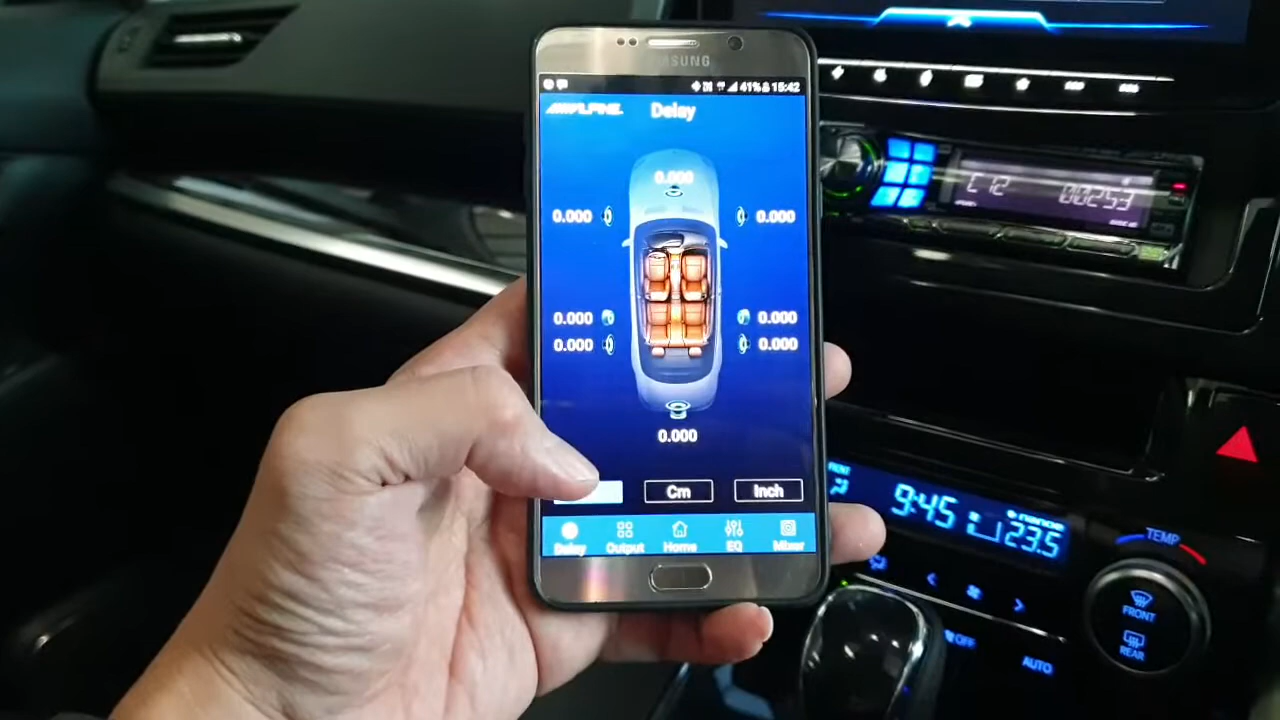 SAMSUNG
41% 15:42
ALPINE
Delay
0.000
0.000
0.000
0.000
0.000
0.000
0.000
0.000
Cm
Inch
Delay
Output
Home
EQ
Mixer
FRONT
9:45
nanoe
23.5
TEMP
FRONT
REAR
OFF
AUTO